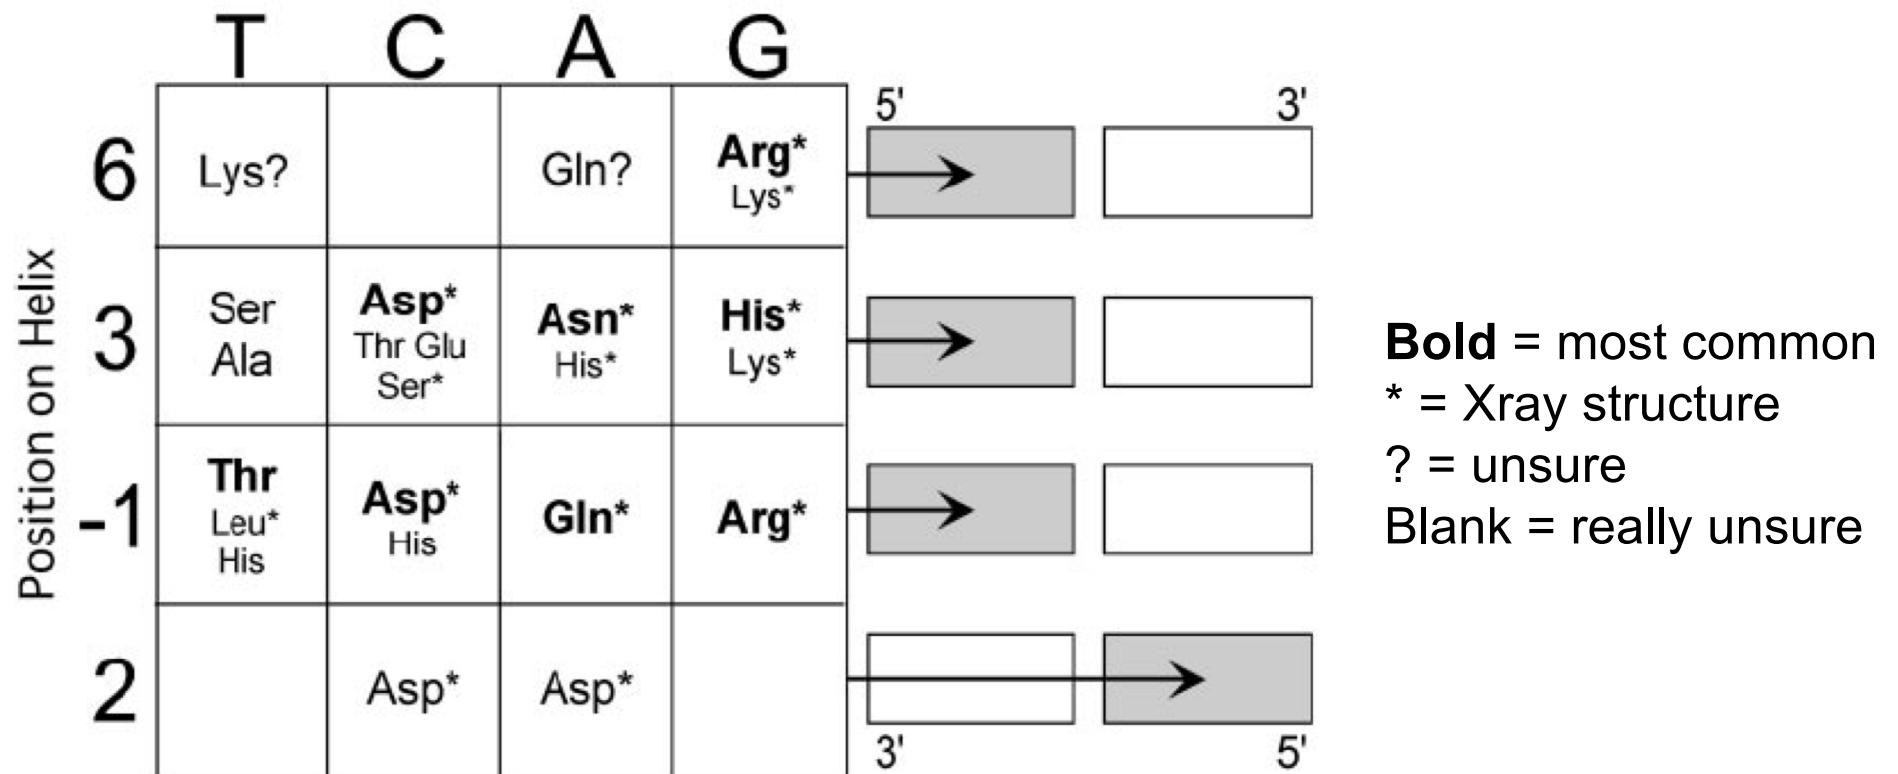 T C A G
5' 3'
Position on Helix
6 Lys? Gln? Arg*
Lys*
3 Ser Asp* Asn* His*
Ala Thr Glu His* Lys*
Ser*
-1 Thr Asp* Gln* Arg*
Leu* His
His
2 Asp* Asp*
3' 5'
Bold = most common
* = Xray structure
? = unsure
Blank = really unsure